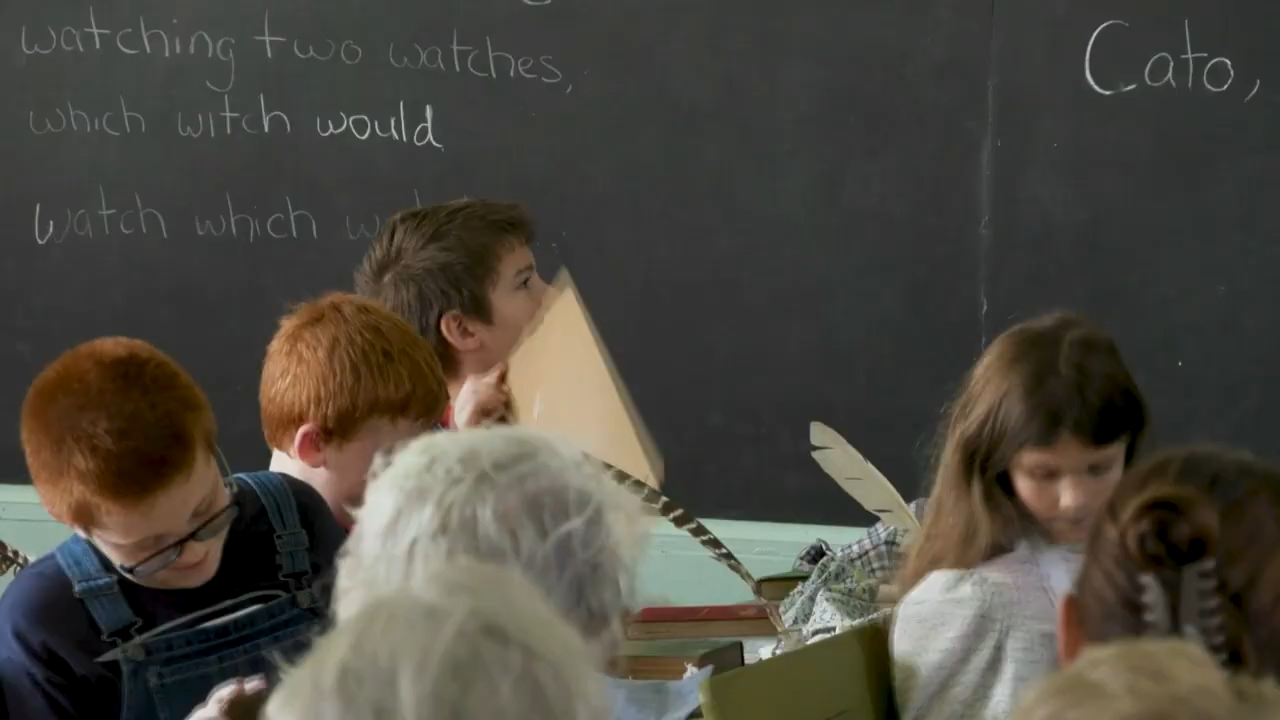 watching two watches,
which witch would
watch which
Cato,